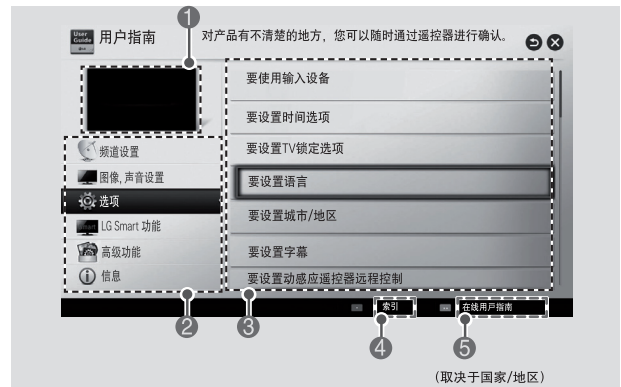 1
User Guide 用户指南
对产品有不清楚的地方，您可以随时通过遥控器进行确认。
要使用输入设备
要设置时间选项
要设置TV锁定选项
要设置语言
要设置城市/地区
要设置字幕
要设置动感应遥控器远程控制
频道设置
图像, 声音设置
选项
LG Smart 功能
高级功能
信息
索引
在线用户指南
2
3
4
5
(取决于国家/地区)